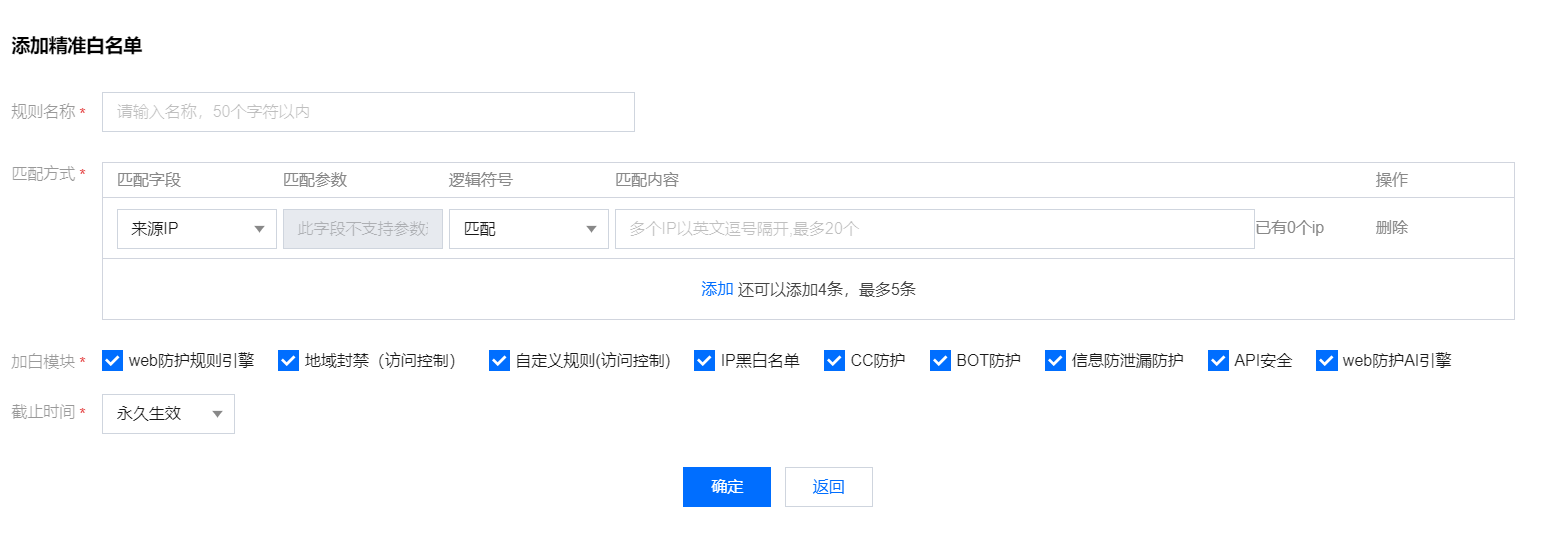 添加精准白名单
规则名称 * 请输入名称，50个字符以内
匹配方式 * 匹配字段 匹配参数 逻辑符号 匹配内容 操作
来源IP 此字段不支持参数 匹配 多个IP以英文逗号隔开,最多20个 已有0个ip 删除
添加 还可以添加4条，最多5条
加白模块 * web防护规则引擎 地域封禁（访问控制） 自定义规则(访问控制) IP黑白名单 CC防护 BOT防护 信息防泄漏防护 API安全 web防护AI引擎
截止时间 * 永久生效
确定 返回